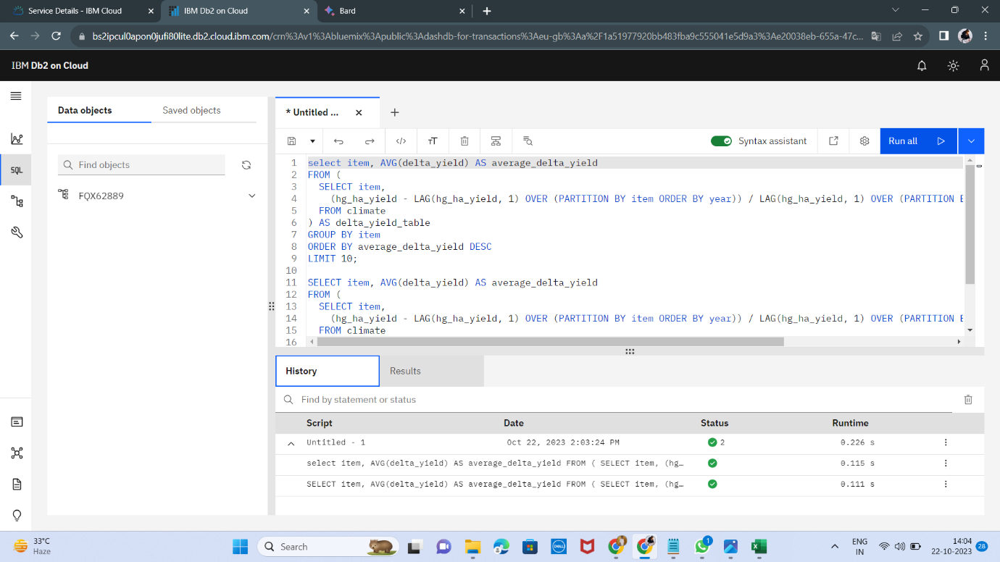 Service Details - IBM Cloud
IBM Db2 on Cloud
Bard
bs2ipcul0apon0jufi80lite.db2.cloud.ibm.com/crn%3Av1%3Abluemix%3Apublic%3Adashdb-for-transactions%3Aeu-gb%3Aa%2F1a51977920bb483fba9c555041e5d9a3%3Ae20038eb-655a-47c...
IBM Db2 on Cloud
Data objects
Saved objects
* Untitled ...
Find objects
FQX62889
SQL
Syntax assistant
Run all
1 select item, AVG(delta_yield) AS average_delta_yield
2 FROM (
3 SELECT item,
4 (hg_ha_yield - LAG(hg_ha_yield, 1) OVER (PARTITION BY item ORDER BY year)) / LAG(hg_ha_yield, 1) OVER (PARTITION
5 FROM climate
6 ) AS delta_yield_table
7 GROUP BY item
8 ORDER BY average_delta_yield DESC
9 LIMIT 10;
10
11 SELECT item, AVG(delta_yield) AS average_delta_yield
12 FROM (
13 SELECT item,
14 (hg_ha_yield - LAG(hg_ha_yield, 1) OVER (PARTITION BY item ORDER BY year)) / LAG(hg_ha_yield, 1) OVER (PARTITION
15 FROM climate
16
History
Results
Find by statement or status
Script Date Status Runtime
Untitled - 1 Oct 22, 2023 2:03:24 PM 2 0.226 s
select item, AVG(delta_yield) AS average_delta_yield FROM ( SELECT item, (hg_… 0.115 s
SELECT item, AVG(delta_yield) AS average_delta_yield FROM ( SELECT item, (hg_… 0.111 s
33°C
Haze
Search
DELL
1
ENG
IN
14:04
22-10-2023
28